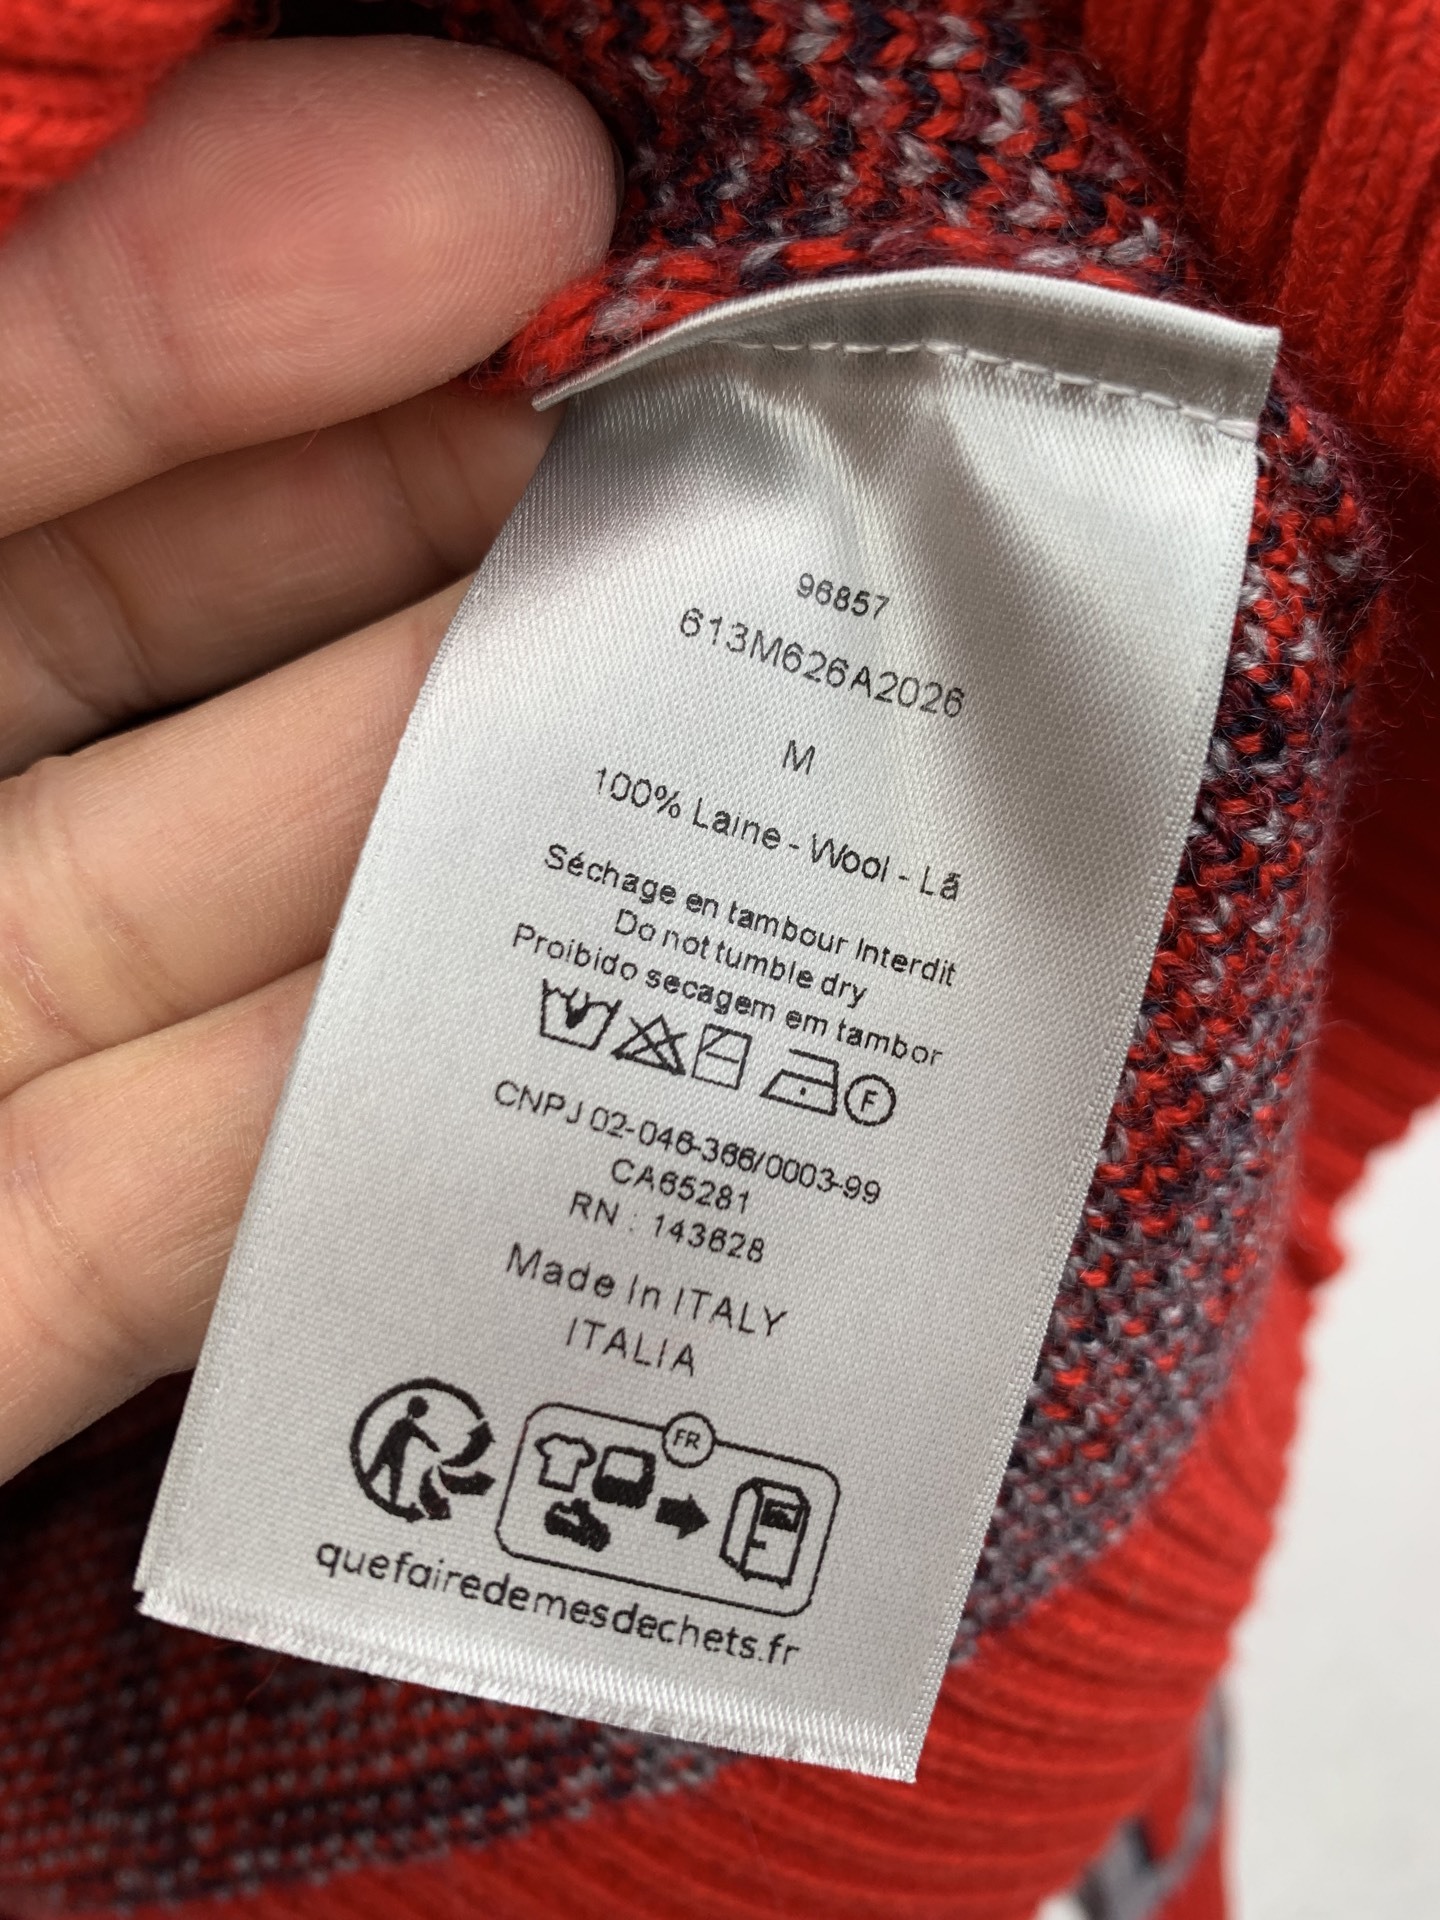 96857
613M626A2026
M
100% Laine - Wool - Lã
Séchage en tambour Interdit
Do not tumble dry
Proibido secagem em tambor
F
CNPJ 02-046-366/0003-99
CA65281
RN : 143628
Made In ITALY
ITALIA
FR
quefairedemesdechets.fr